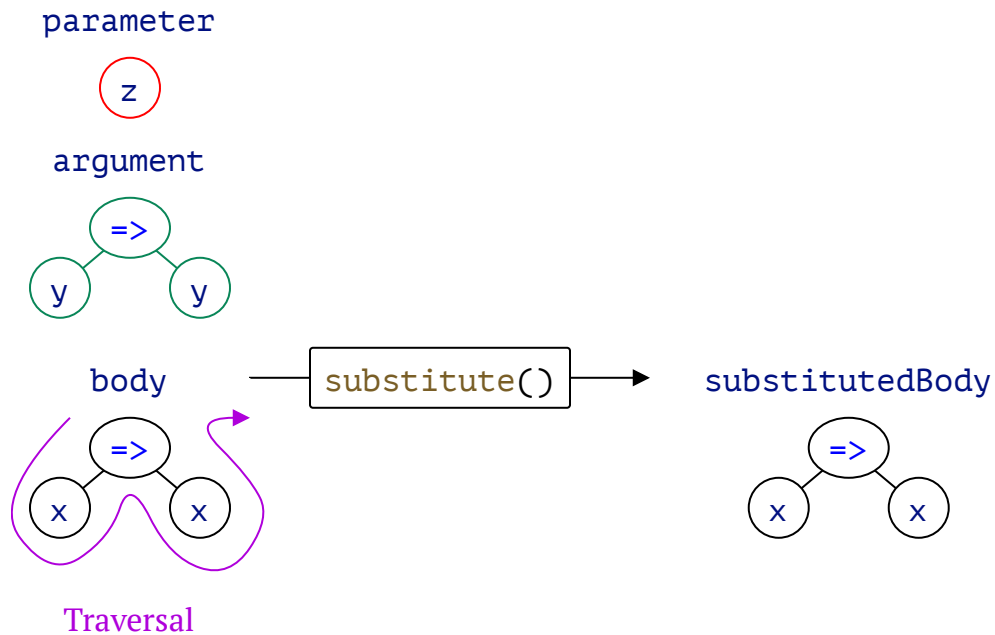 parameter
z
argument
=>
y y
body substitute() substitutedBody
=> =>
x x x x
Traversal